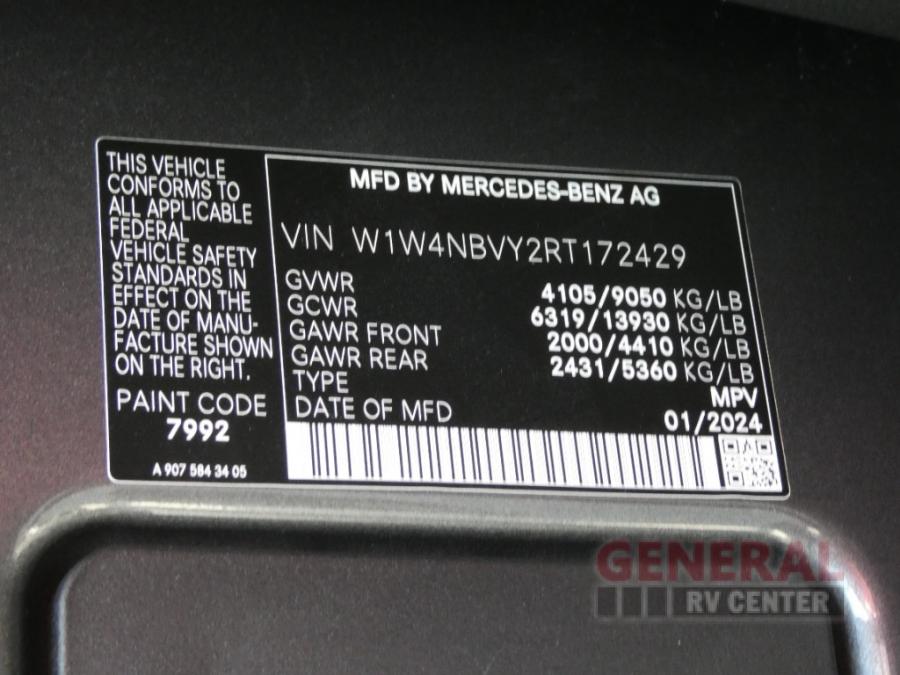 THIS VEHICLE
CONFORMS TO
ALL APPLICABLE
FEDERAL
VEHICLE SAFETY
STANDARDS IN
EFFECT ON THE
DATE OF MANU-
FACTURE SHOWN
ON THE RIGHT.
PAINT CODE
7992
A 907 584 34 05
MFD BY MERCEDES-BENZ AG
VIN W1W4NBVY2RT172429
GVWR 4105/9050 KG/LB
GCWR 6319/13930 KG/LB
GAWR FRONT 2000/4410 KG/LB
GAWR REAR 2431/5360 KG/LB
TYPE MPV
DATE OF MFD 01/2024
GENERAL
RV CENTER